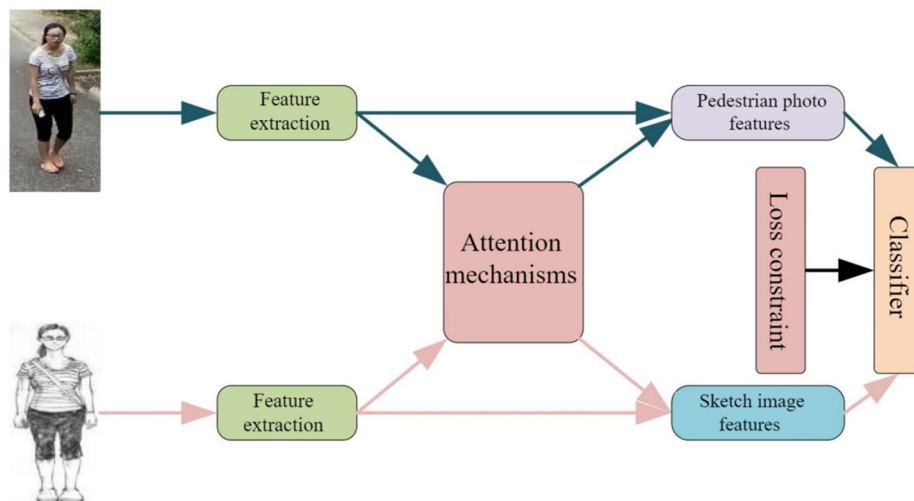 Feature
extraction
Pedestrian photo
features
Attention
mechanisms
Loss constraint
Classifier
Feature
extraction
Sketch image
features